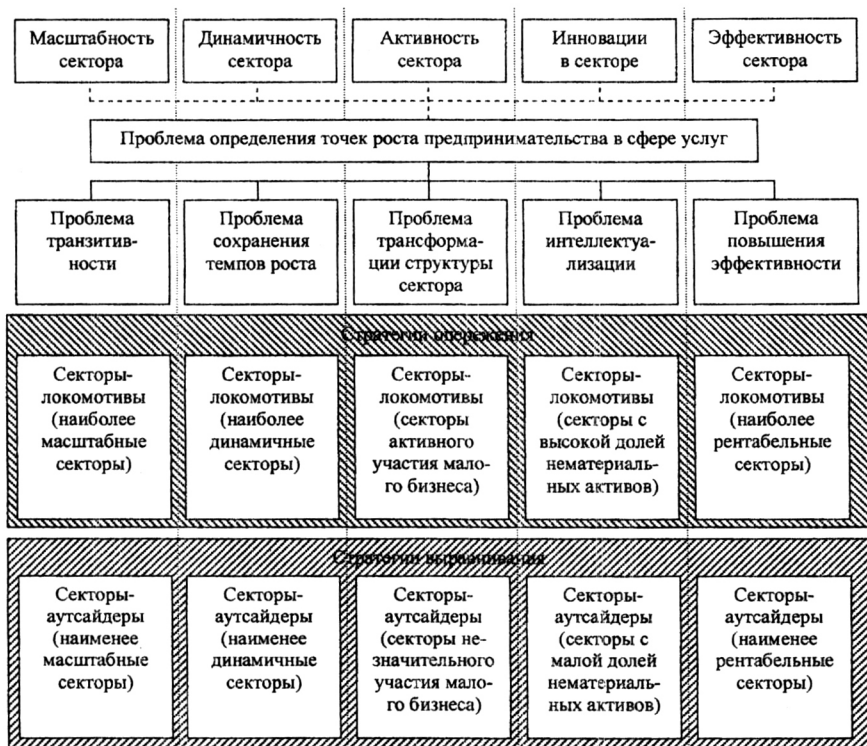 Масштабность
сектора
Динамичность
сектора
Активность
сектора
Инновации
в секторе
Эффективность
сектора
Проблема определения точек роста предпринимательства в сфере услуг
Проблема
транзитив-
ности
Проблема
сохранения
темпов роста
Проблема
трансформа-
ции структуры
сектора
Проблема
интеллектуа-
лизации
Проблема
повышения
эффективности
Стратегии опережения
Секторы-
локомотивы
(наиболее
масштабные
секторы)
Секторы-
локомотивы
(наиболее
динамичные
секторы)
Секторы-
локомотивы
(секторы
активного
участия мало-
го бизнеса)
Секторы-
локомотивы
(секторы с
высокой долей
нематериаль-
ных активов)
Секторы-
локомотивы
(наиболее
рентабельные
секторы)
Стратегии выравнивания
Секторы-
аутсайдеры
(наименее
масштабные
секторы)
Секторы-
аутсайдеры
(наименее
динамичные
секторы)
Секторы-
аутсайдеры
(секторы не-
значительного
участия мало-
го бизнеса)
Секторы-
аутсайдеры
(секторы с
малой долей
нематериаль-
ных активов)
Секторы-
аутсайдеры
(наименее
рентабельные
секторы)